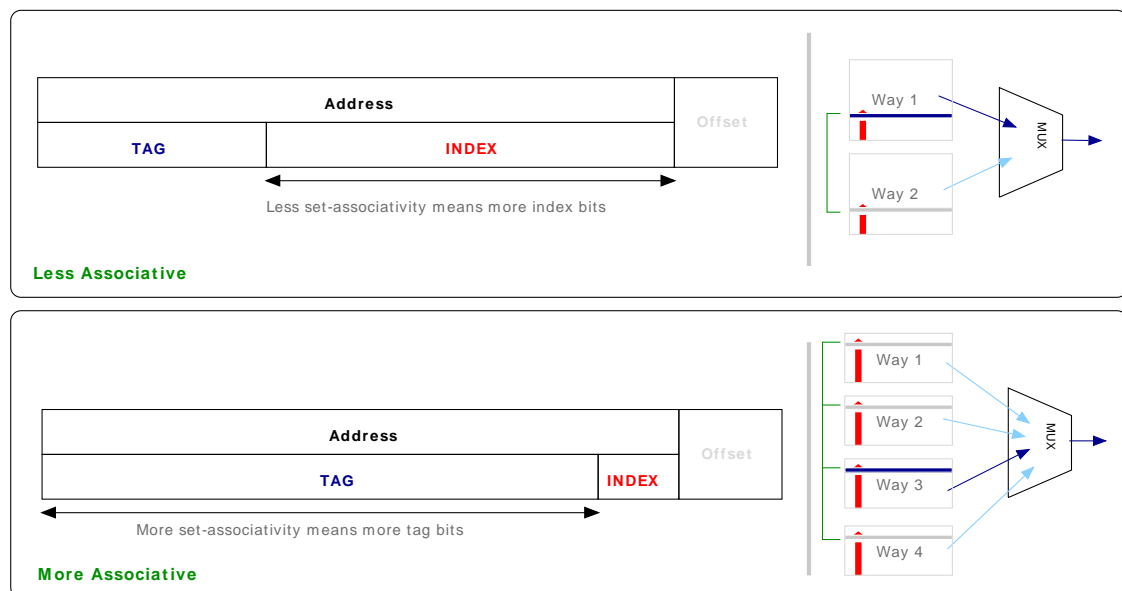 Address
Offset
TAG
INDEX
Less set-associativity means more index bits
Less Associative
Way 1
Way 2
MUX
Address
Offset
TAG
INDEX
More set-associativity means more tag bits
More Associative
Way 1
Way 2
Way 3
Way 4
MUX